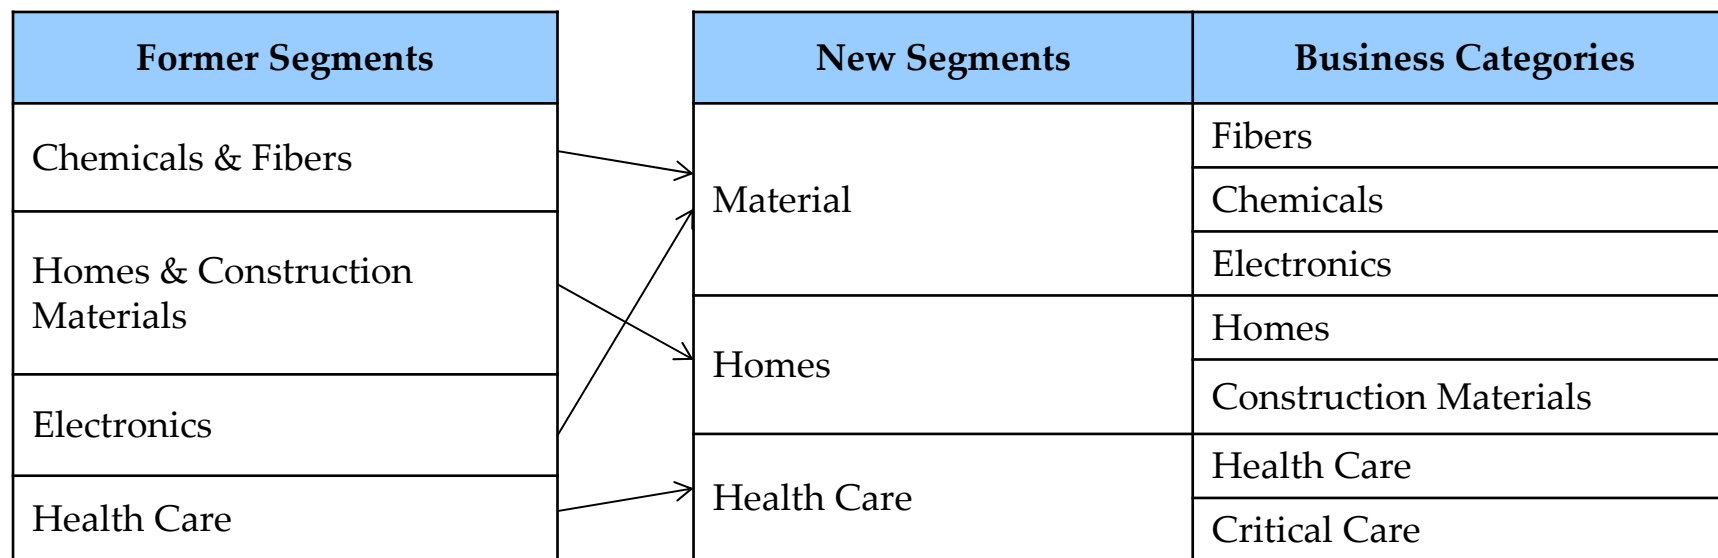 Former Segments
Chemicals & Fibers
Homes & Construction
Materials
Electronics
Health Care
New Segments
Business Categories
Material
Fibers
Chemicals
Electronics
Homes
Homes
Construction Materials
Health Care
Health Care
Critical Care